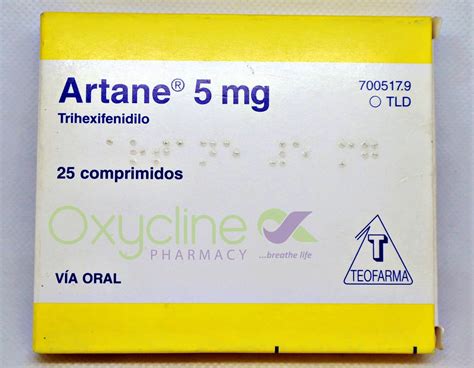 Artane® 5 mg
700517.9
TLD
Trihexifenidilo
25 comprimidos
Oxycline
PHARMACY ...breathe life
T
TEOFARMA
VÍA ORAL